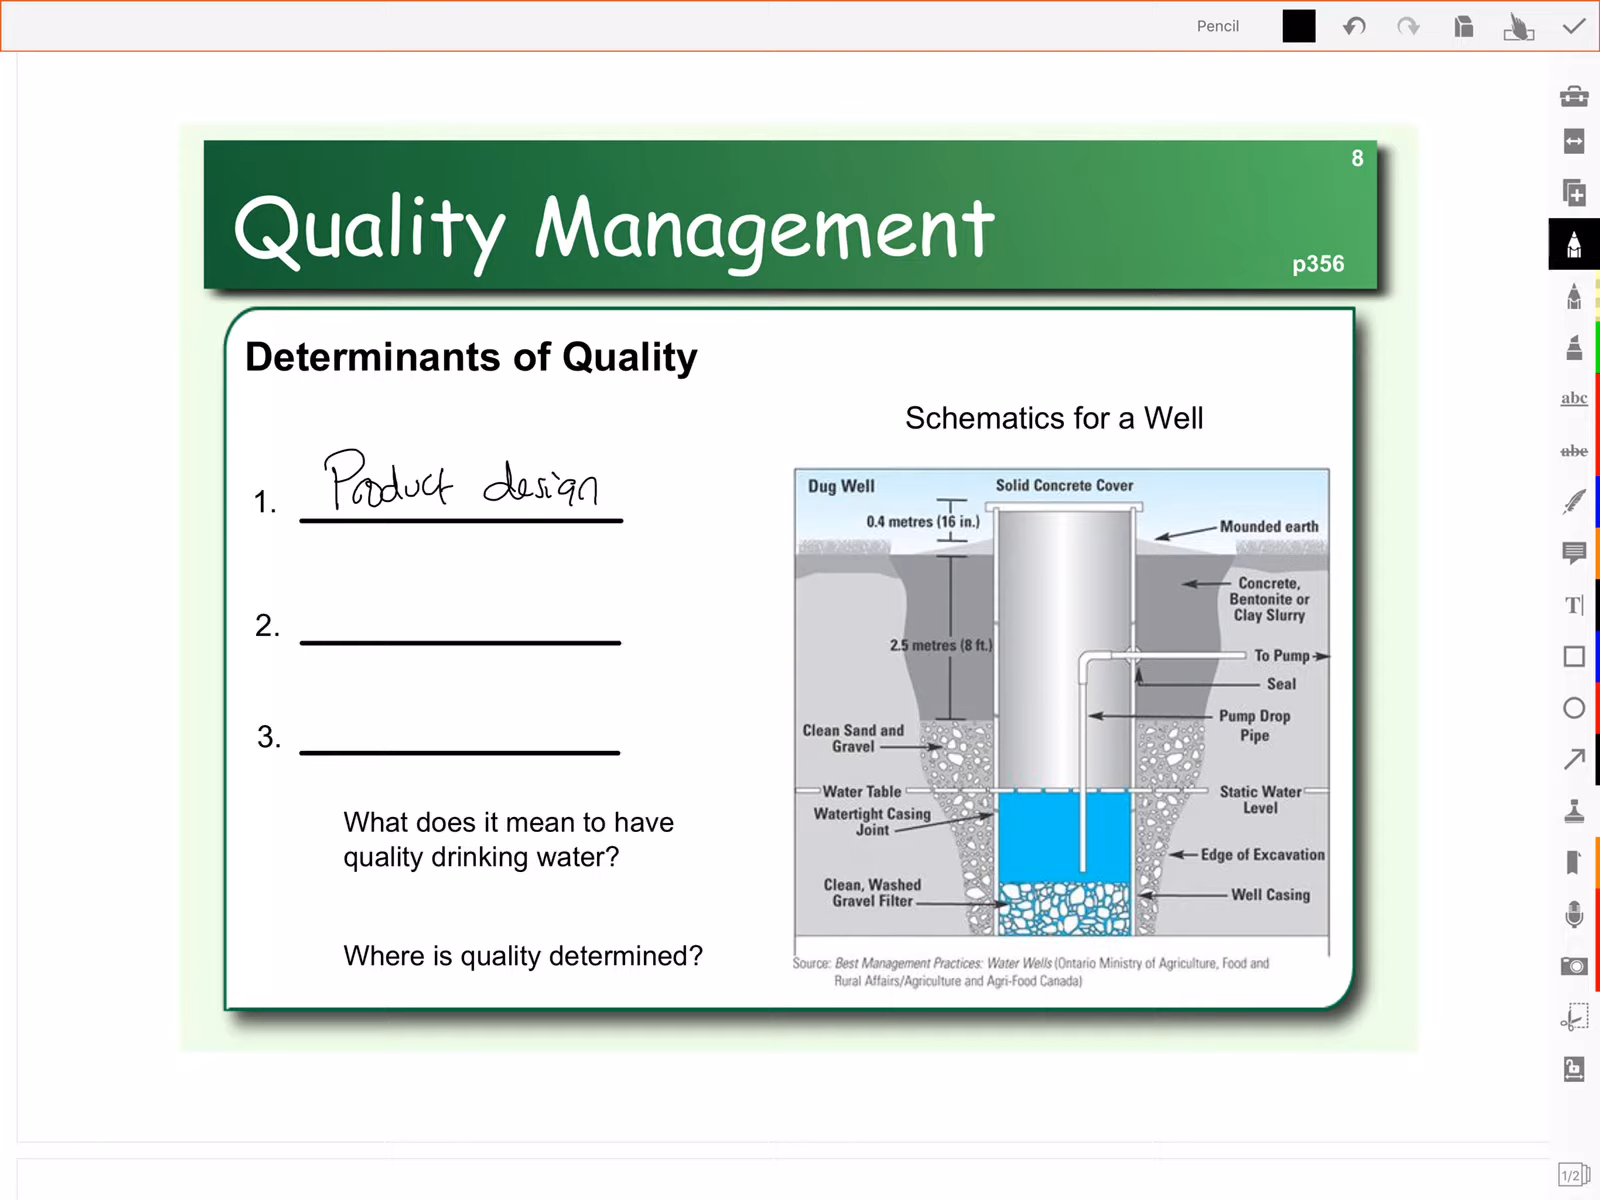 Pencil
8
Quality Management
p356
Determinants of Quality
1. Product design
2.
3.
What does it mean to have
quality drinking water?
Where is quality determined?
Schematics for a Well
Dug Well
Solid Concrete Cover
0.4 metres (16 in.)
Mounded earth
Concrete,
Bentonite or
Clay Slurry
2.5 metres (8 ft.)
To Pump
Seal
Pump Drop
Pipe
Clean Sand and
Gravel
Water Table
Static Water
Level
Watertight Casing
Joint
Edge of Excavation
Clean, Washed
Gravel Filter
Well Casing
Source: Best Management Practices: Water Wells (Ontario Ministry of Agriculture, Food and
Rural Affairs/Agriculture and Agri-Food Canada)
abc
abc
T
1/2